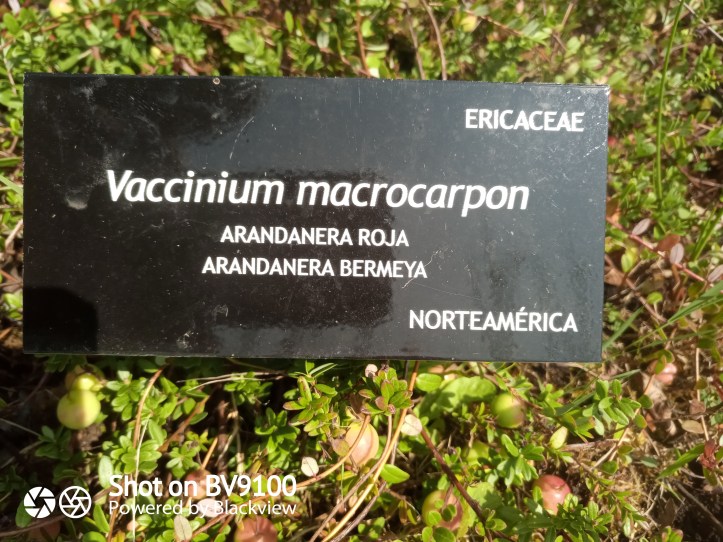 ERICACEAE
Vaccinium macrocarpon
ARANDANERA ROJA
ARANDANERA BERMEYA
NORTEAMÉRICA
Shot on BV9100
Powered by Blackview